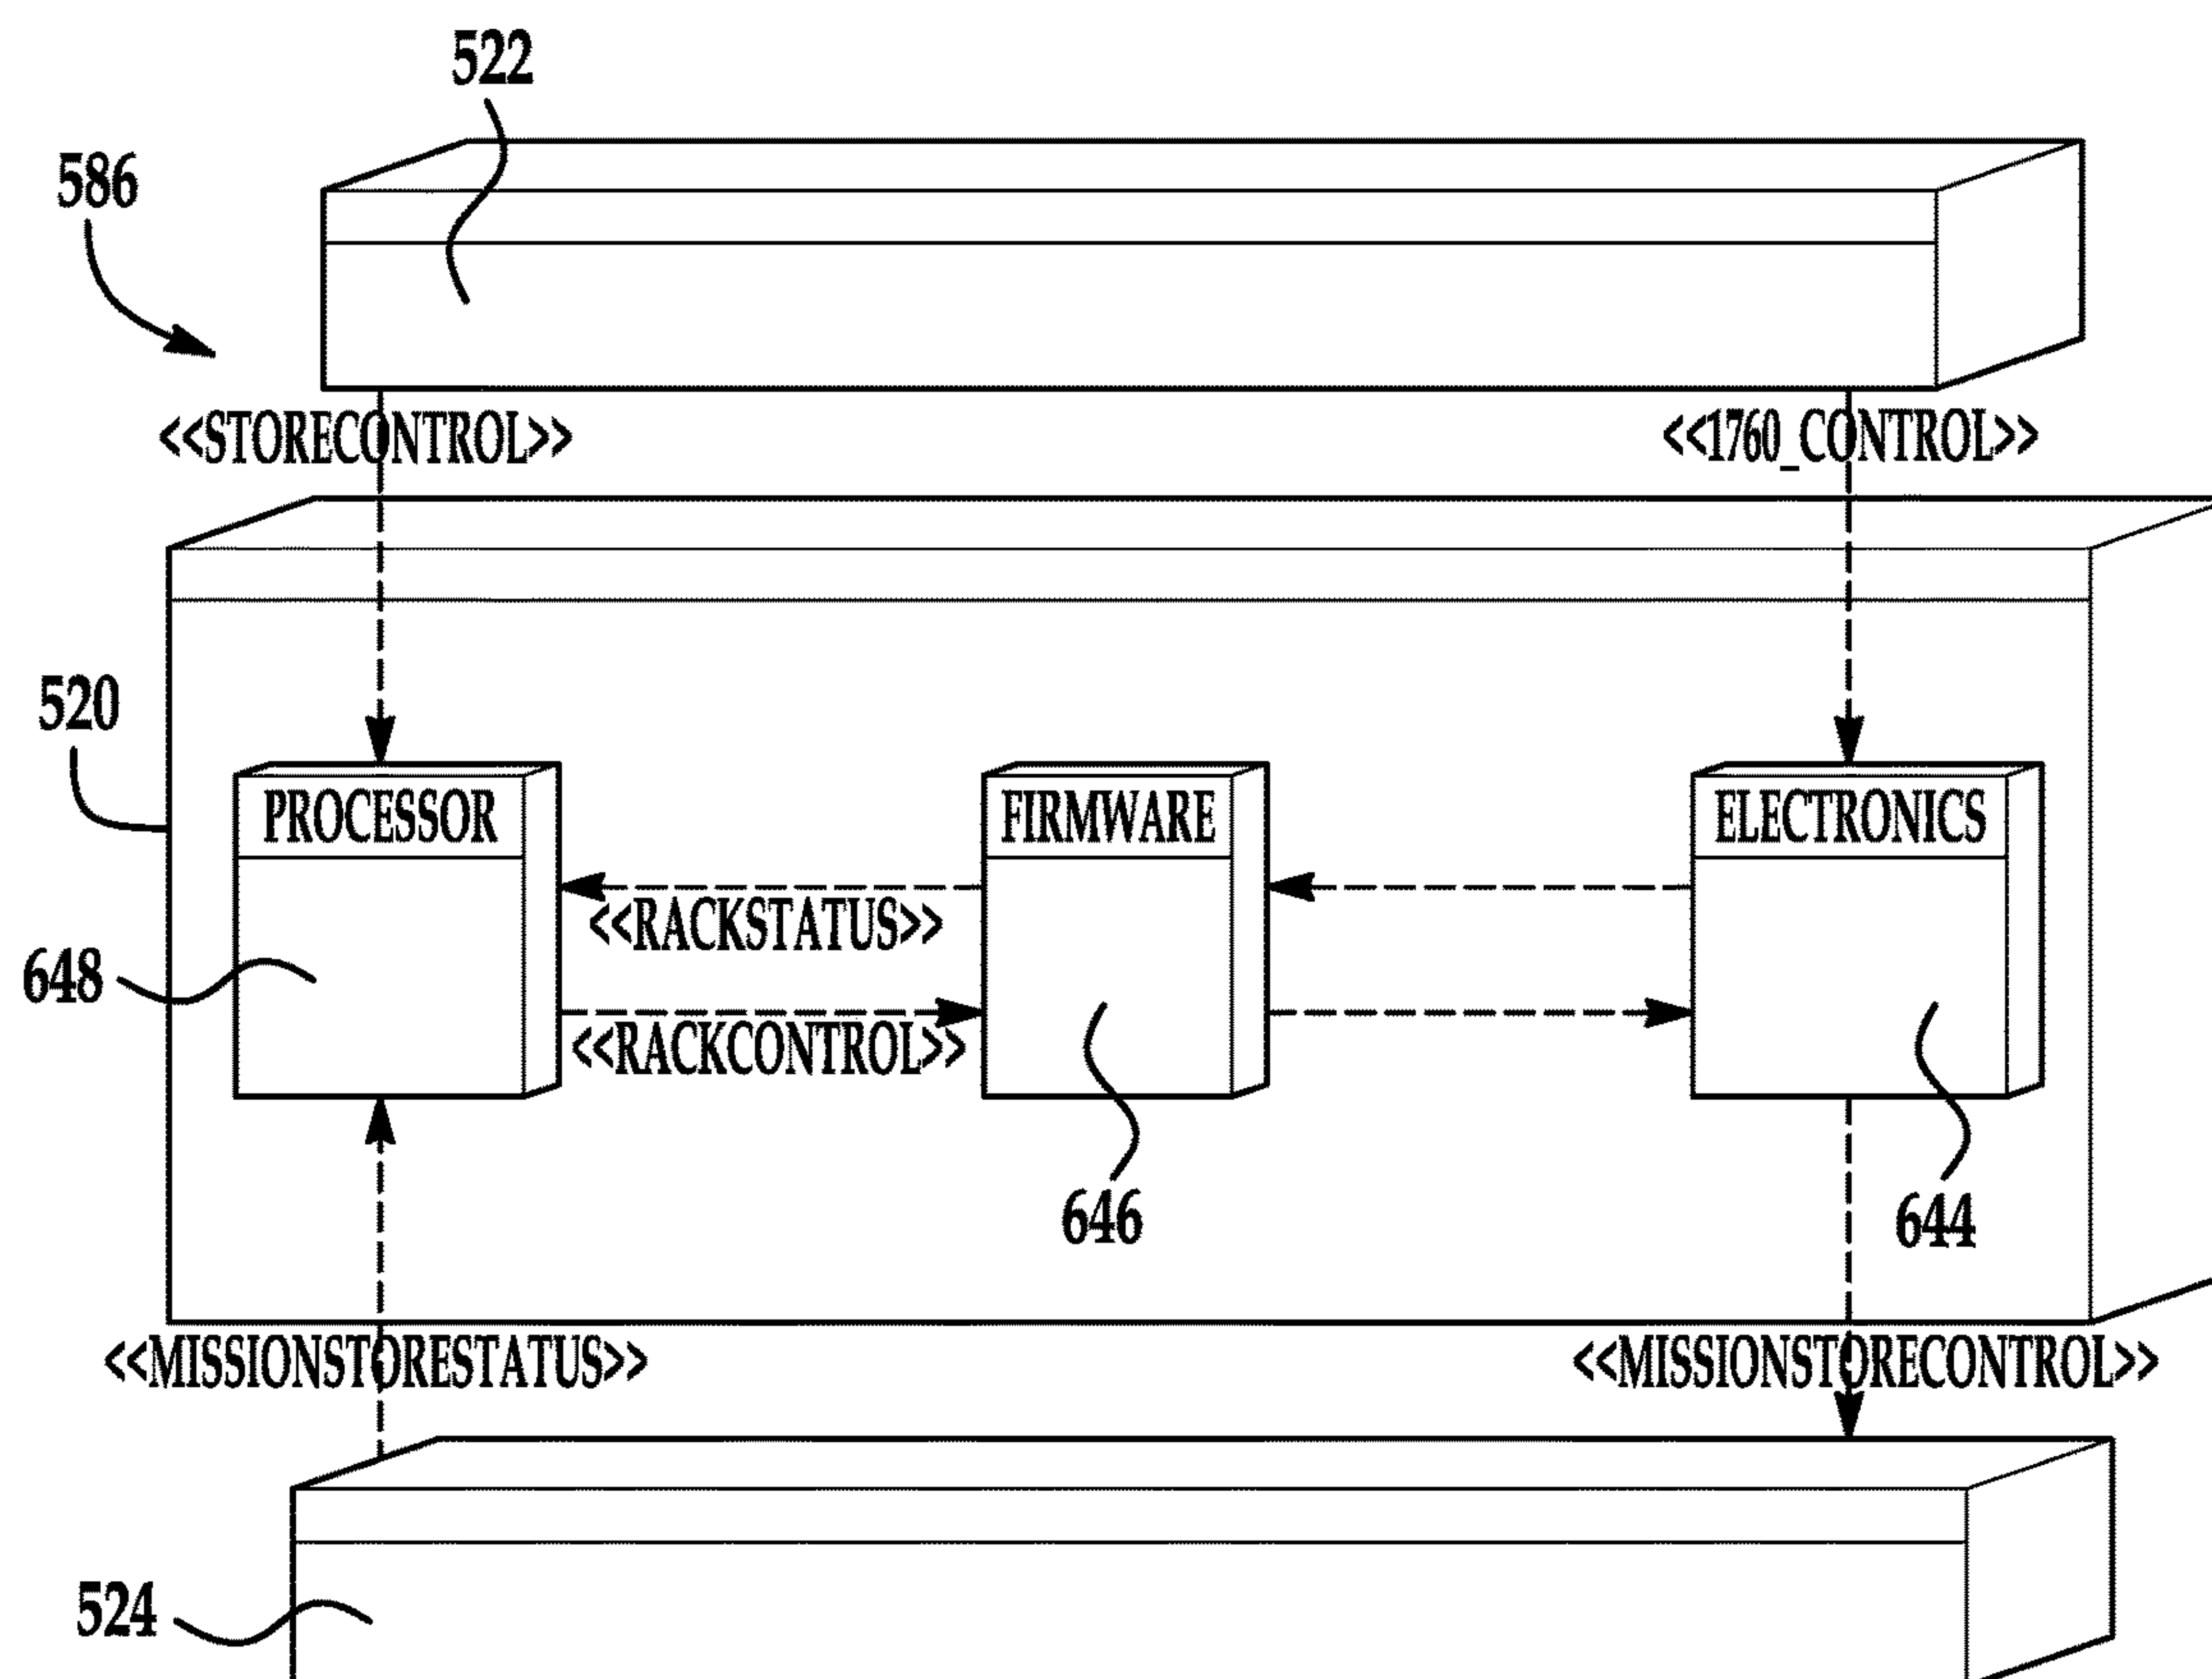 522
586
<<STORECONTROL>>
<<1760_CONTROL>>
520
PROCESSOR
FIRMWARE
ELECTRONICS
<<RACKSTATUS>>
648
<<RACKCONTROL>>
646
644
<<MISSIONSTORESTATUS>>
<<MISSIONSTORECONTROL>>
524